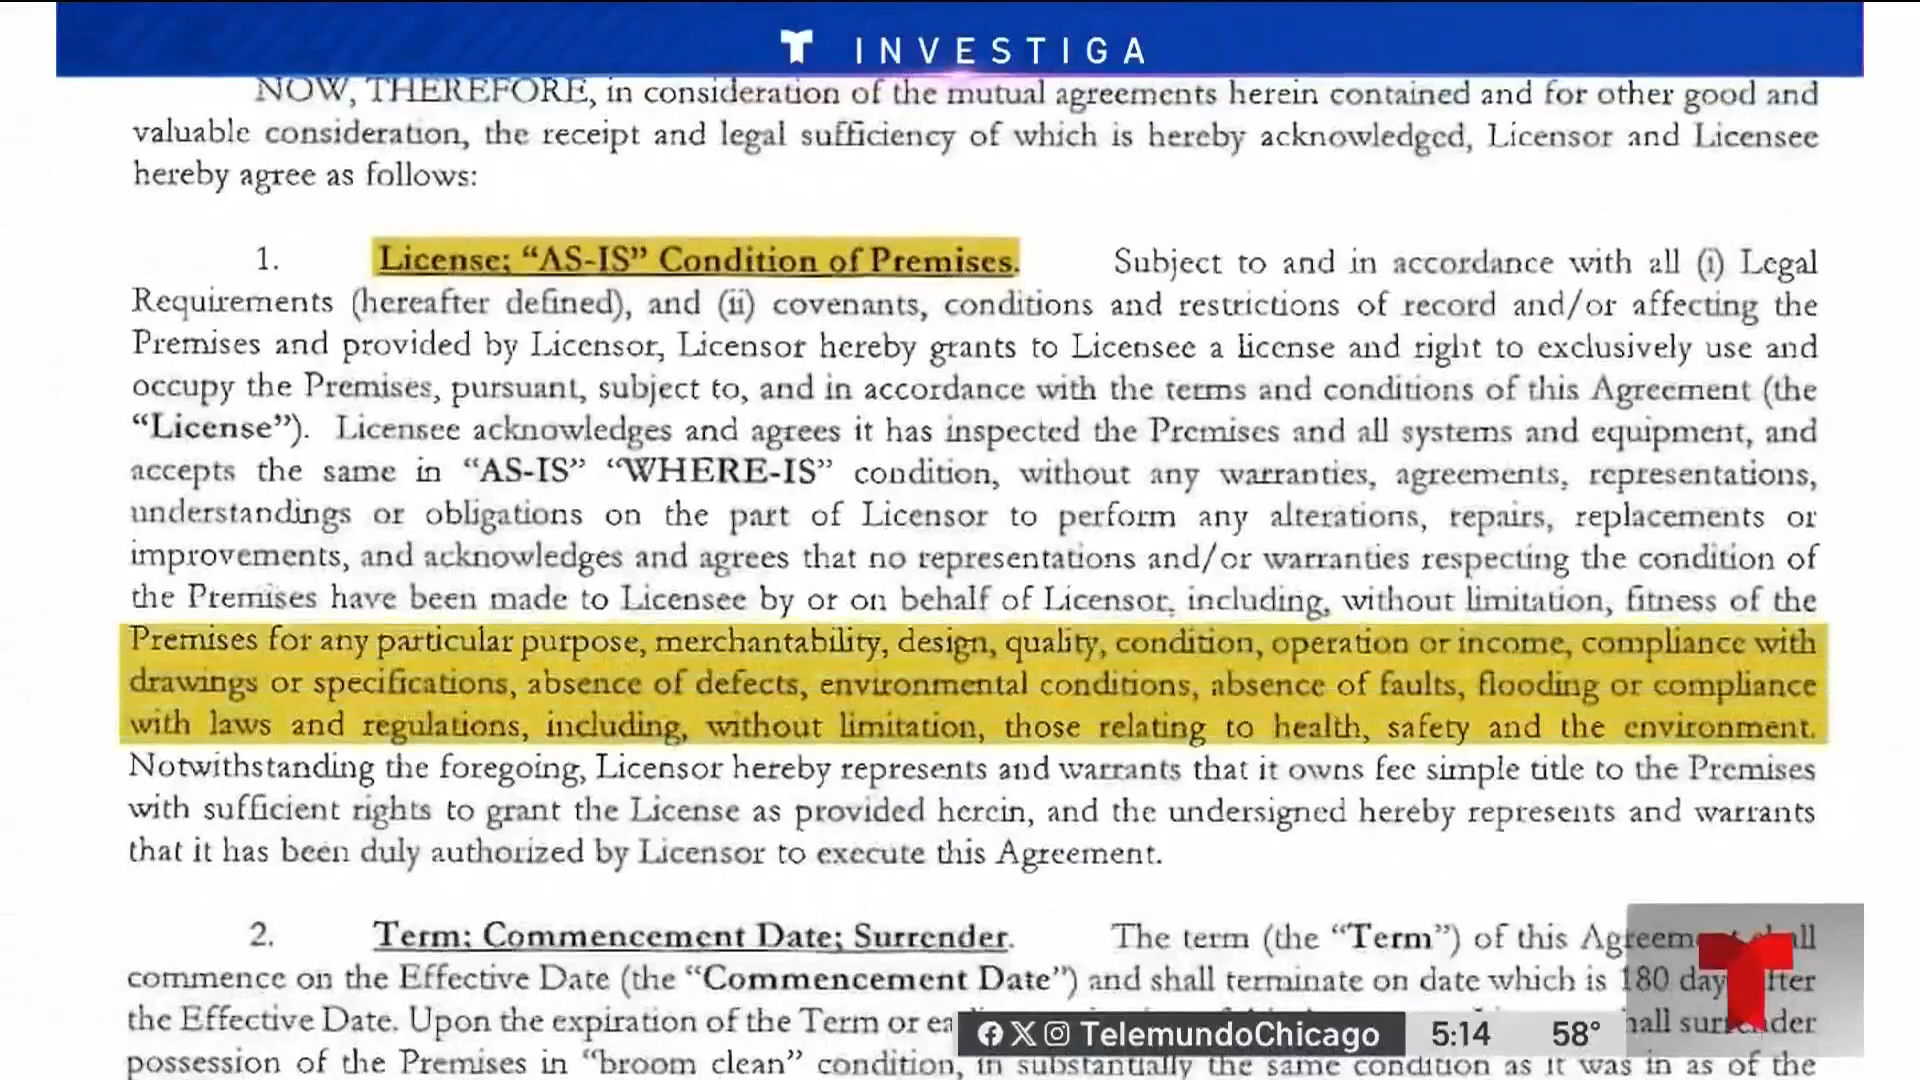 INVESTIGA
NOW, THEREFORE, in consideration of the mutual agreements herein contained and for other good and
valuable consideration, the receipt and legal sufficiency of which is hereby acknowledged, Licensor and Licensee
hereby agree as follows:
1. License; “AS-IS” Condition of Premises. Subject to and in accordance with all (i) Legal
Requirements (hereafter defined), and (ii) covenants, conditions and restrictions of record and/or affecting the
Premises and provided by Licensor, Licensor hereby grants to Licensee a license and right to exclusively use and
occupy the Premises, pursuant, subject to, and in accordance with the terms and conditions of this Agreement (the
“License”). Licensee acknowledges and agrees it has inspected the Premises and all systems and equipment, and
accepts the same in “AS-IS” “WHERE-IS” condition, without any warranties, agreements, representations,
understandings or obligations on the part of Licensor to perform any alterations, repairs, replacements or
improvements, and acknowledges and agrees that no representations and/or warranties respecting the condition of
the Premises have been made to Licensee by or on behalf of Licensor, including, without limitation, fitness of the
Premises for any particular purpose, merchantability, design, quality, condition, operation or income, compliance with
drawings or specifications, absence of defects, environmental conditions, absence of faults, flooding or compliance
with laws and regulations, including, without limitation, those relating to health, safety and the environment.
Notwithstanding the foregoing, Licensor hereby represents and warrants that it owns fee simple title to the Premises
with sufficient rights to grant the License as provided herein, and the undersigned hereby represents and warrants
that it has been duly authorized by Licensor to execute this Agreement.
2. Term; Commencement Date; Surrender. The term (the “Term”) of this
commence on the Effective Date (the “Commencement Date”) and shall terminate on date which is 180
the Effective Date. Upon the expiration of the Term or
possession of the Premises in “broom clean” condition, in substantially the same condition as it was in as of the
TelemundoChicago 5:14 58°